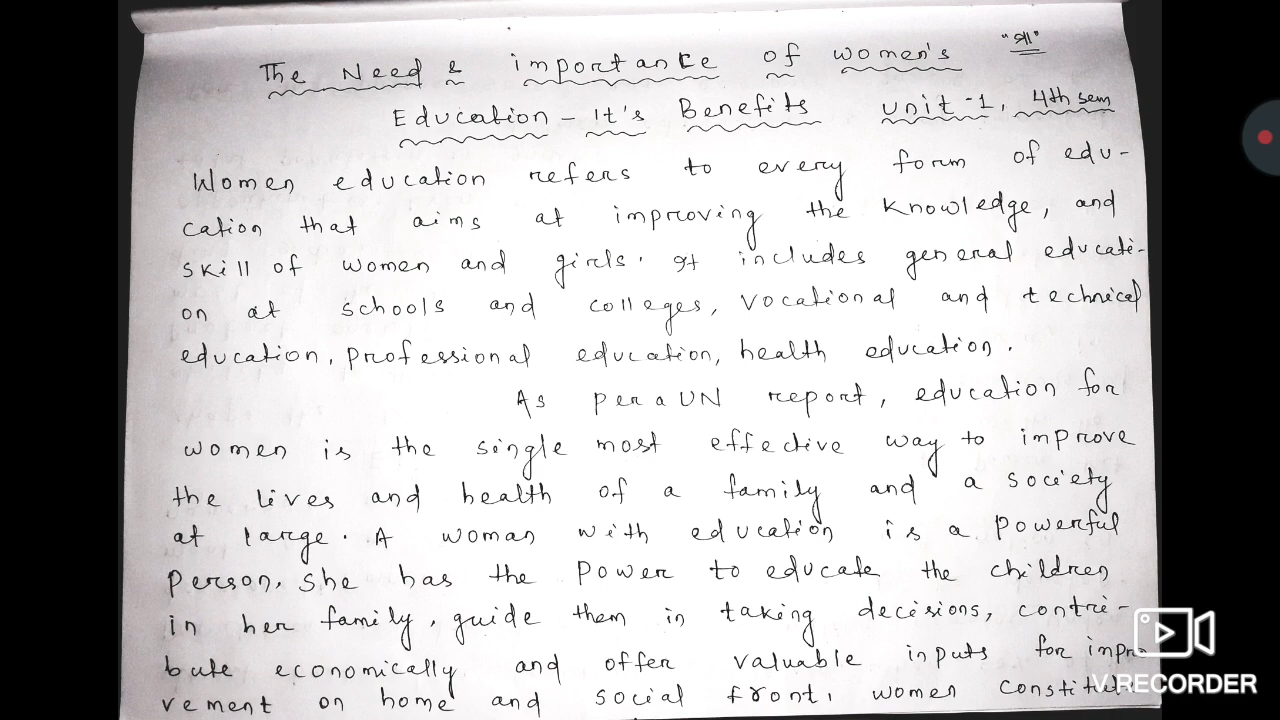 "श्री"
The Need & importance of women's
Education - It's Benefits unit-1, 4th sem
Women education refers to every form of edu-
cation that aims at improving the knowledge, and
skill of women and girls. It includes general educati-
on at schools and colleges, vocational and technical
education, professional education, health education.
As per a UN report, education for
women is the single most effective way to improve
the lives and health of a family and a society
at large. A woman with education is a powerful
person, she has the power to educate the children
in her family, guide them in taking decisions, contri-
bute economically and offer valuable inputs for impro
vement on home and social front, women constitut
V.RECORDER